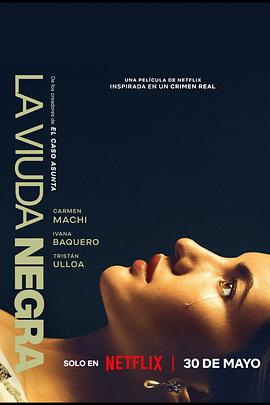 UNA PELÍCULA DE NETFLIX
INSPIRADA EN UN CRIMEN REAL
LA VIUDA NEGRA
De los creadores de EL CASO ASUNTA
CARMEN
MACHI
IVANA
BAQUERO
TRISTÁN
ULLOA
SOLO EN NETFLIX | 30 DE MAYO